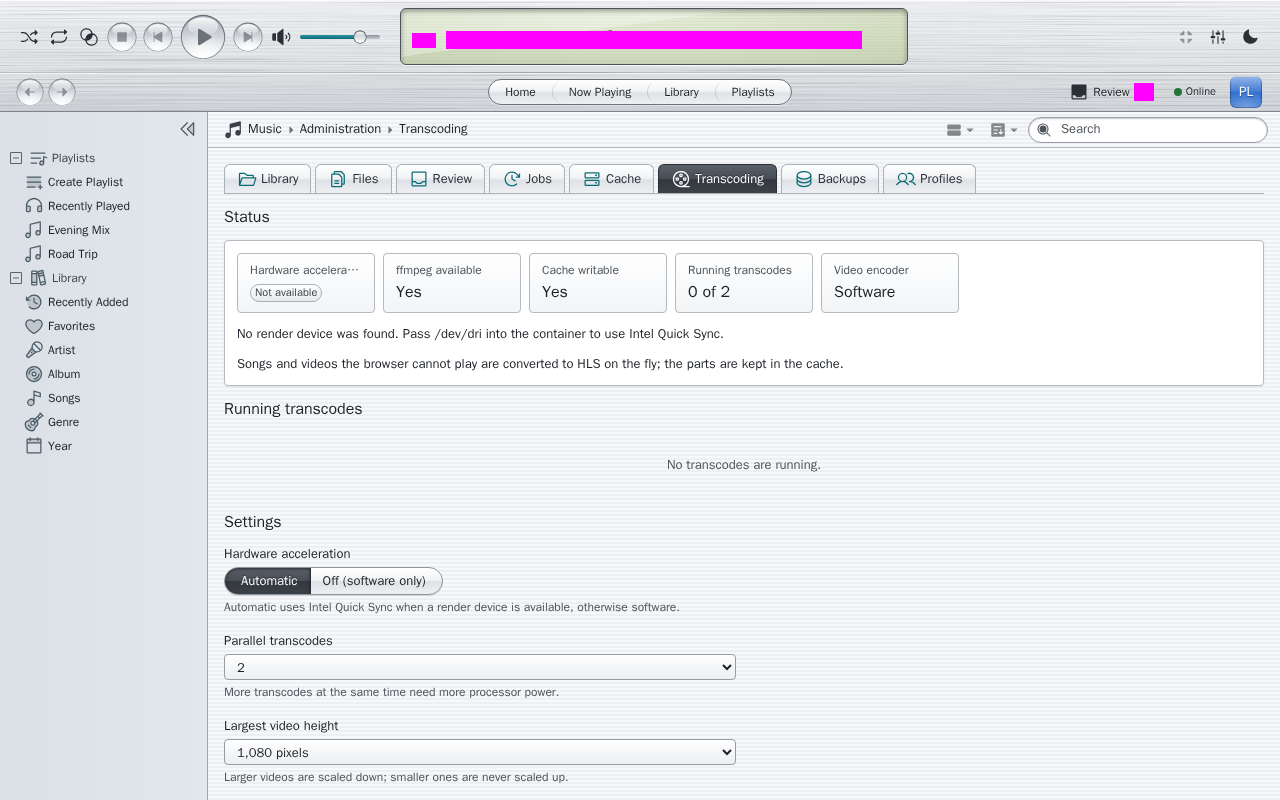 Home Now Playing Library Playlists
Review
Online
PL
Music Administration Transcoding
Search
Playlists
Create Playlist
Recently Played
Evening Mix
Road Trip
Library
Recently Added
Favorites
Artist
Album
Songs
Genre
Year
Library Files Review Jobs Cache Transcoding Backups Profiles
Status
Hardware accelera···
Not available
ffmpeg available
Yes
Cache writable
Yes
Running transcodes
0 of 2
Video encoder
Software
No render device was found. Pass /dev/dri into the container to use Intel Quick Sync.
Songs and videos the browser cannot play are converted to HLS on the fly; the parts are kept in the cache.
Running transcodes
No transcodes are running.
Settings
Hardware acceleration
Automatic Off (software only)
Automatic uses Intel Quick Sync when a render device is available, otherwise software.
Parallel transcodes
2
More transcodes at the same time need more processor power.
Largest video height
1,080 pixels
Larger videos are scaled down; smaller ones are never scaled up.